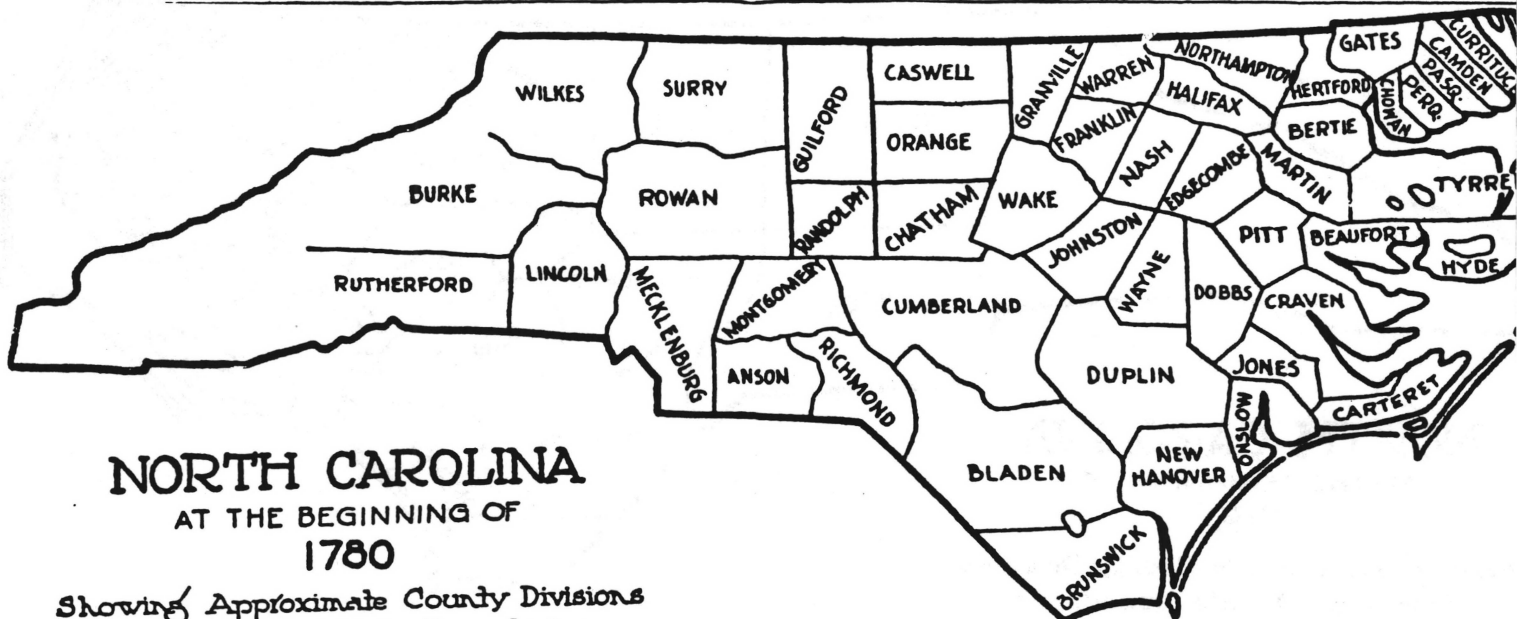 WILKES
SURRY
GUILFORD
CASWELL
ORANGE
GRANVILLE
WARREN
FRANKLIN
NORTHAMPTON
HALIFAX
HERTFORD
GATES
CURRITUC
CAMDEN
PASQ.
PERQ.
CHOWAN
BERTIE
BURKE
ROWAN
RANDOLPH
CHATHAM
WAKE
NASH
EDGECOMBE
MARTIN
TYRRE
RUTHERFORD
LINCOLN
MECKLENBURG
MONTGOMERY
CUMBERLAND
JOHNSTON
WAYNE
DOBBS
PITT
BEAUFORT
HYDE
CRAVEN
ANSON
RICHMOND
DUPLIN
JONES
CARTERET
ONSLOW
BLADEN
NEW
HANOVER
BRUNSWICK
NORTH CAROLINA
AT THE BEGINNING OF
1780
Showing Approximate County Divisions